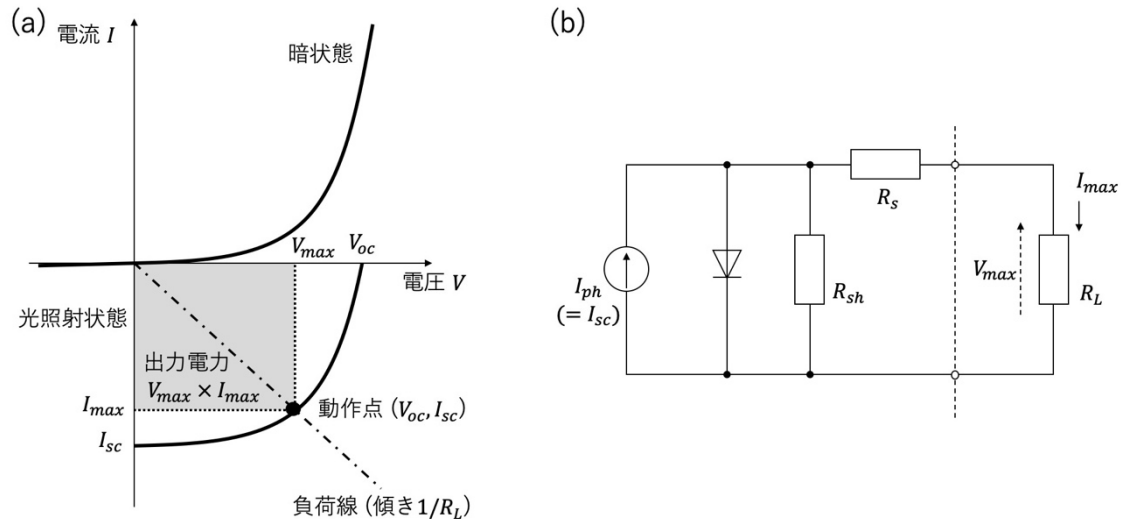 (a)
電流 I
暗状態
V_max
V_oc
電圧 V
光照射状態
出力電力
V_max × I_max
I_max
動作点 (V_oc, I_sc)
I_sc
負荷線 (傾き 1/R_L)
(b)
R_s
I_max
I_ph
(= I_sc)
R_sh
V_max
R_L